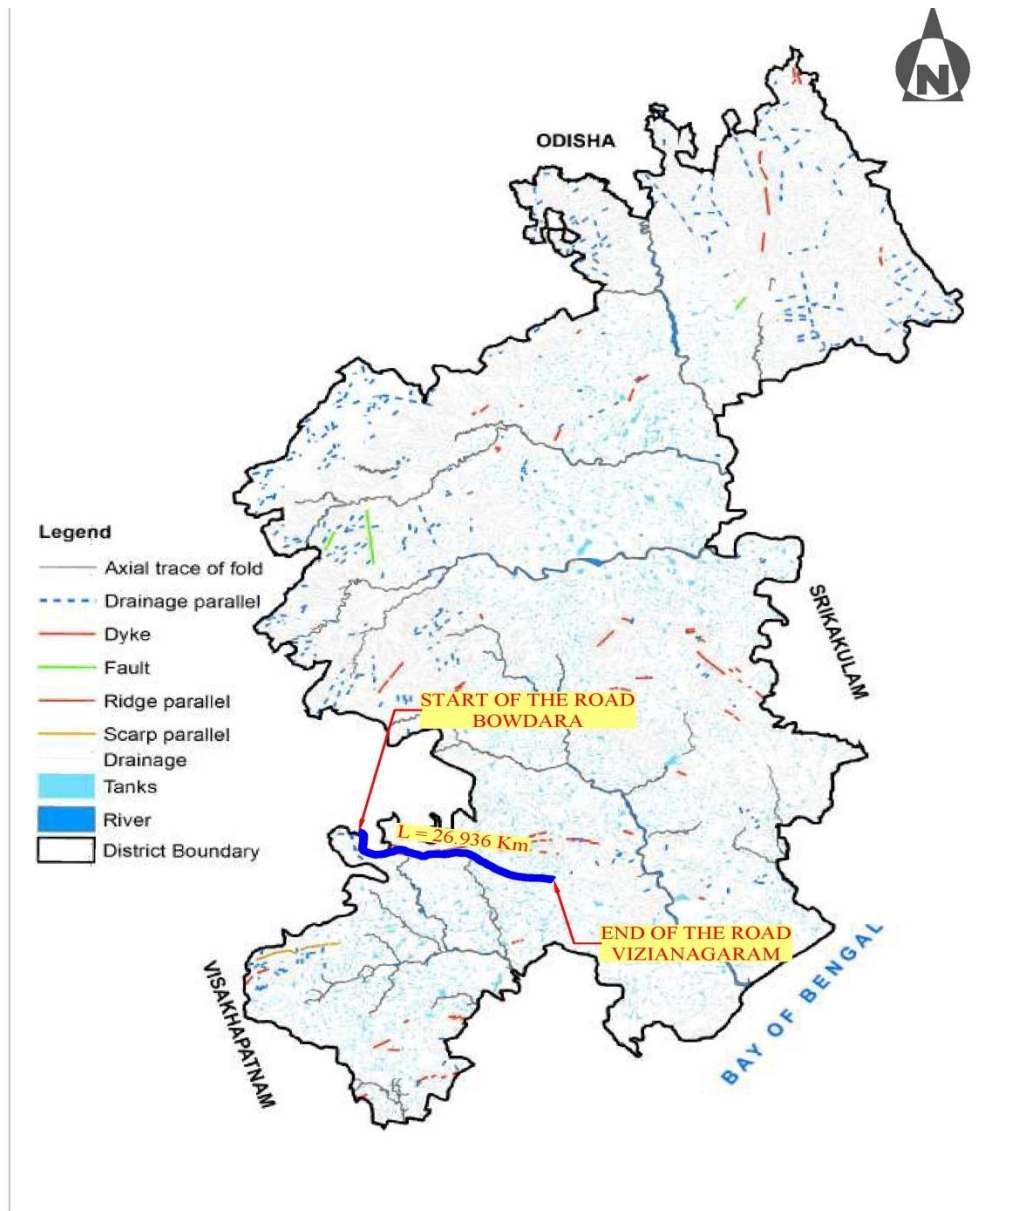 N
ODISHA
Legend
Axial trace of fold
Drainage parallel
Dyke
Fault
Ridge parallel
Scarp parallel
Drainage
Tanks
River
District Boundary
SRIKAKULAM
START OF THE ROAD
BOWDARA
L = 26.936 Km.
END OF THE ROAD
VIZIANAGARAM
VISAKHAPATNAM
BAY OF BENGAL